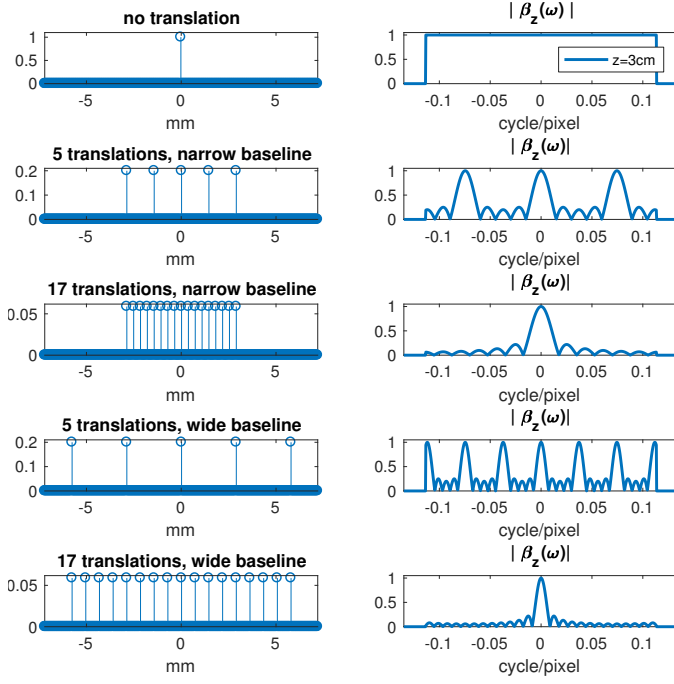 no translation
1
0.5
0
-5 0 5
mm
| β_z(ω) |
1
0.5
0
z=3cm
-0.1 -0.05 0 0.05 0.1
cycle/pixel
5 translations, narrow baseline
0.2
0.1
0
-5 0 5
mm
| β_z(ω)|
1
0.5
0
-0.1 -0.05 0 0.05 0.1
cycle/pixel
17 translations, narrow baseline
0.05
0
-5 0 5
mm
| β_z(ω)|
1
0.5
0
-0.1 -0.05 0 0.05 0.1
cycle/pixel
5 translations, wide baseline
0.2
0.1
0
-5 0 5
mm
| β_z(ω)|
1
0.5
0
-0.1 -0.05 0 0.05 0.1
cycle/pixel
17 translations, wide baseline
0.05
0
-5 0 5
mm
| β_z(ω)|
1
0.5
0
-0.1 -0.05 0 0.05 0.1
cycle/pixel